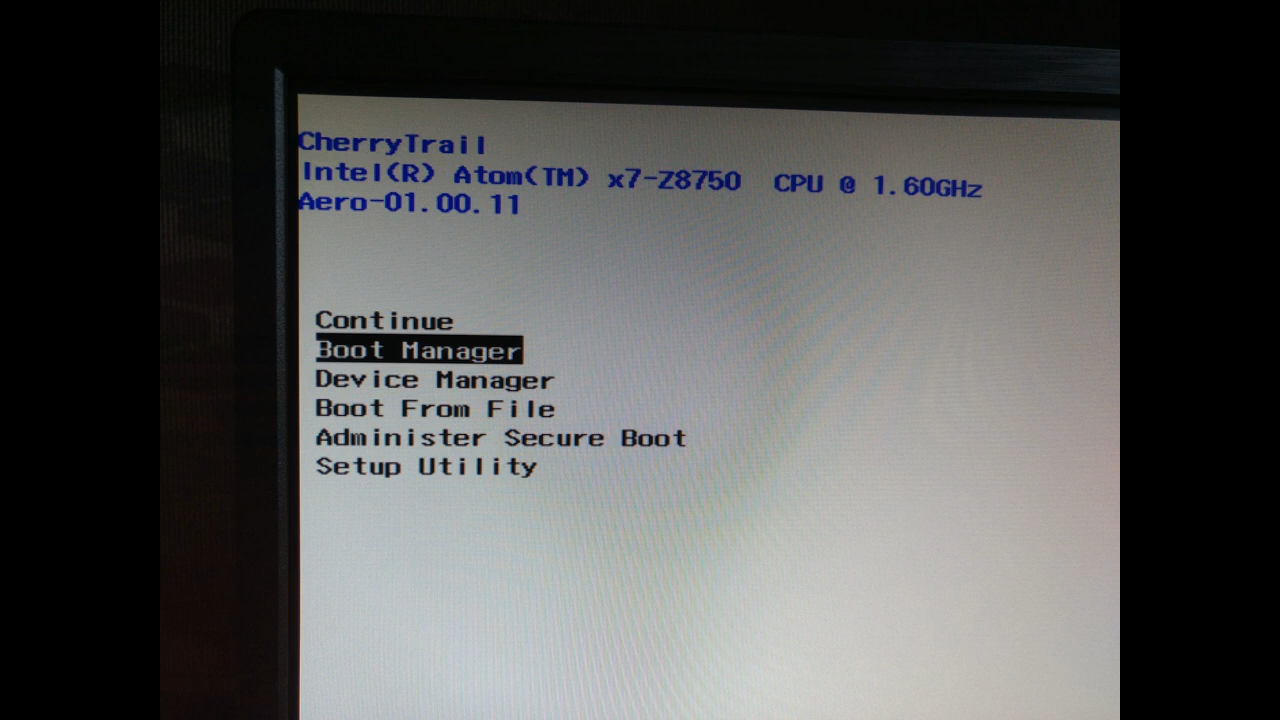 CherryTrail
Intel(R) Atom(TM) x7-Z8750  CPU @ 1.60GHz
Aero-01.00.11
Continue
Boot Manager
Device Manager
Boot From File
Administer Secure Boot
Setup Utility